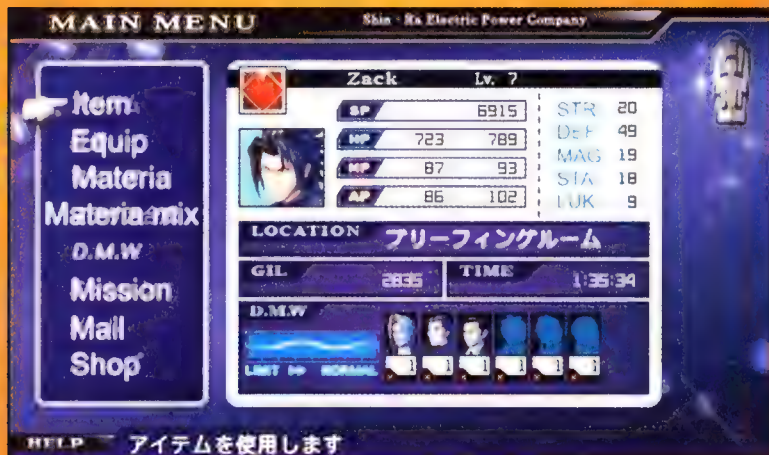 MAIN MENU
Shin - Ra Electric Power Company
Item
Equip
Materia
Materia mix
D.M.W
Mission
Mail
Shop
Zack Lv. 7
SP 6915
HP 723 789
MP 87 93
AP 86 102
STR 20
DEF 49
MAG 19
STA 18
LUK 9
LOCATION ブリーフィングルーム
GIL 2835
TIME 1:35:34
D.M.W
LIMIT NORMAL
1 1 1 1 1 1
HELP アイテムを使用します